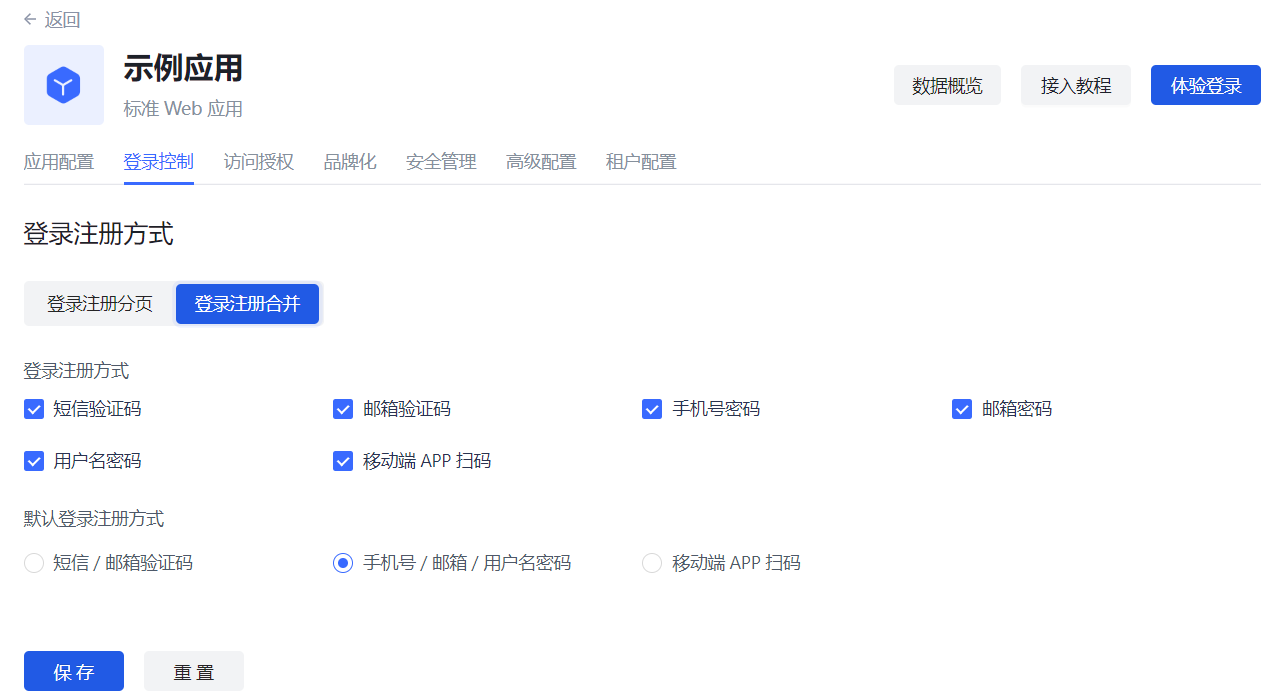 返回
示例应用
标准 Web 应用
数据概览 接入教程 体验登录
应用配置 登录控制 访问授权 品牌化 安全管理 高级配置 租户配置
登录注册方式
登录注册分页 登录注册合并
登录注册方式
短信验证码 邮箱验证码 手机号密码 邮箱密码
用户名密码 移动端 APP 扫码
默认登录注册方式
短信 / 邮箱验证码 手机号 / 邮箱 / 用户名密码 移动端 APP 扫码
保存 重置